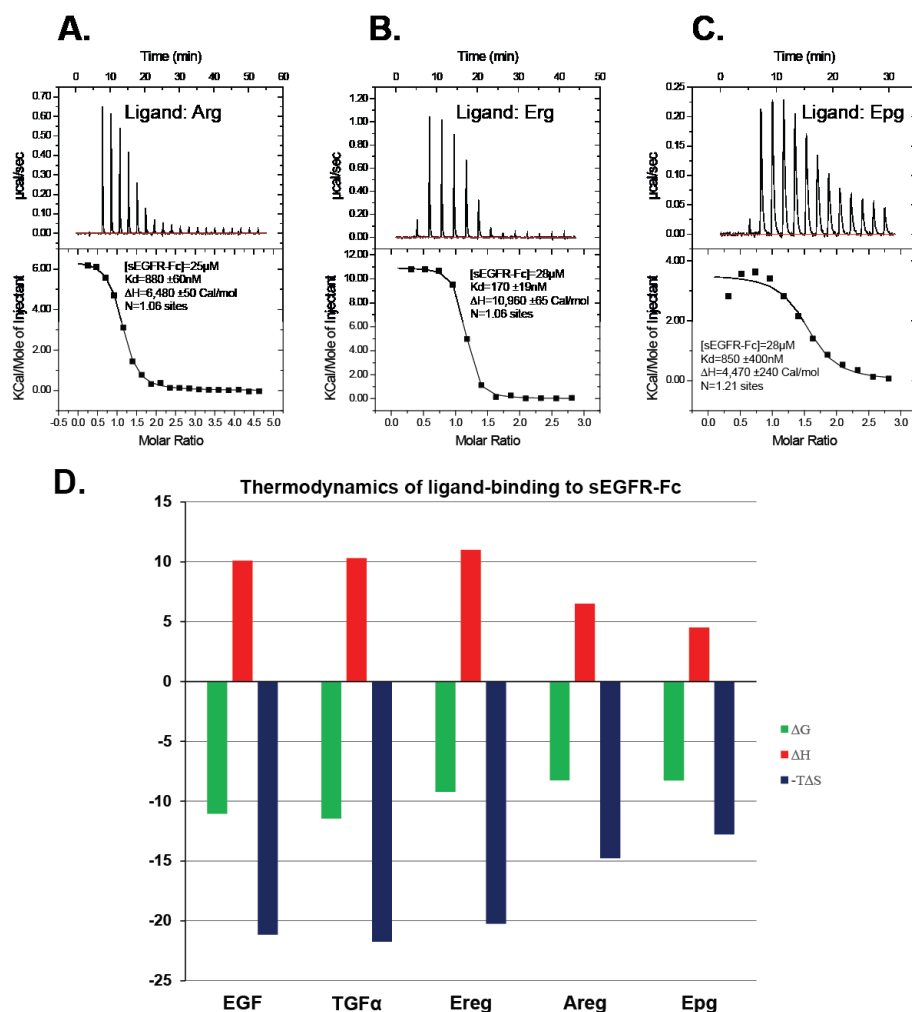 A.
Time (min)
0 10 20 30 40 50 60
0.70
0.60
0.50
0.40
0.30
0.20
0.10
0.00
µcal/sec
Ligand: Arg
6.00
4.00
2.00
0.00
KCal/Mole of Injectant
[sEGFR-Fc]=25µM
Kd=880 ±60nM
ΔH=6,480 ±50 Cal/mol
N=1.06 sites
-0.5 0.0 0.5 1.0 1.5 2.0 2.5 3.0 3.5 4.0 4.5 5.0
Molar Ratio
B.
Time (min)
0 10 20 30 40 50
1.20
1.00
0.80
0.60
0.40
0.20
0.00
µcal/sec
Ligand: Erg
12.00
10.00
8.00
6.00
4.00
2.00
0.00
KCal/Mole of Injectant
[sEGFR-Fc]=28µM
Kd=170 ±19nM
ΔH=10,960 ±65 Cal/mol
N=1.06 sites
0.0 0.5 1.0 1.5 2.0 2.5 3.0
Molar Ratio
C.
Time (min)
0 10 20 30
0.25
0.20
0.15
0.10
0.05
0.00
µcal/sec
Ligand: Epg
4.00
2.00
0.00
KCal/Mole of Injectant
[sEGFR-Fc]=28µM
Kd=850 ±400nM
ΔH=4,470 ±240 Cal/mol
N=1.21 sites
0.0 0.5 1.0 1.5 2.0 2.5 3.0
Molar Ratio
D.
Thermodynamics of ligand-binding to sEGFR-Fc
15
10
5
0
-5
-10
-15
-20
-25
ΔG
ΔH
-TΔS
EGF TGFα Ereg Areg Epg